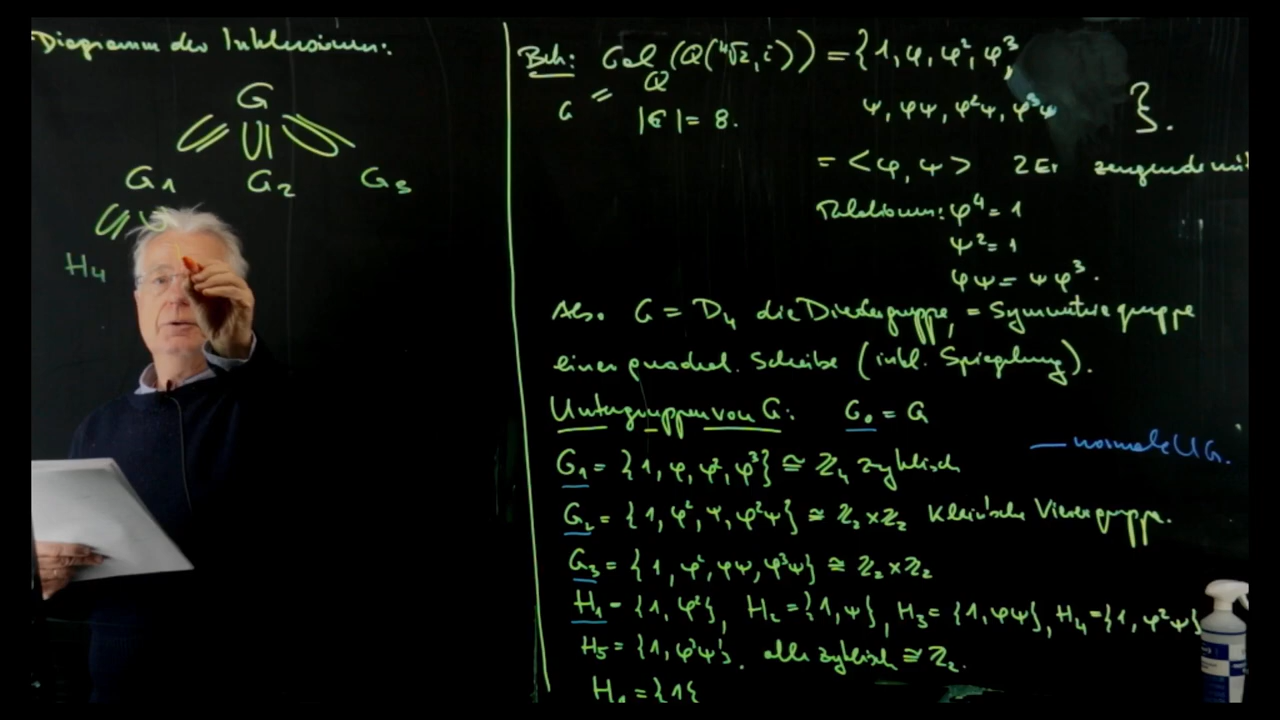 Diagramm der Inklusionen:
G
G₁ G₂ G₃
H₄
Beh: Gal (Q(⁴√2, i)) = {1, φ, φ², φ³,
Q
G = |G| = 8.
ψ, φψ, φ²ψ, φ³ψ }.
= <φ, ψ> 2 Erzeugende mit
Relationen: φ⁴ = 1
ψ² = 1
φψ = ψφ³.
Also G = D₄ die Diedergruppe, = Symmetriegruppe
einer quadrat. Scheibe (inkl. Spiegelung).
Untergruppen von G: G₀ = G
— normale UG.
G₁ = {1, φ, φ², φ³} ≅ ℤ₄ zyklisch
G₂ = {1, φ², ψ, φ²ψ} ≅ ℤ₂ × ℤ₂ Klein'sche Vierergruppe.
G₃ = {1, φ², φψ, φ³ψ} ≅ ℤ₂ × ℤ₂
H₁ = {1, φ²}, H₂ = {1, ψ}, H₃ = {1, φψ}, H₄ = {1, φ²ψ}
H₅ = {1, φ³ψ}. alle zyklisch ≅ ℤ₂.
= {1{